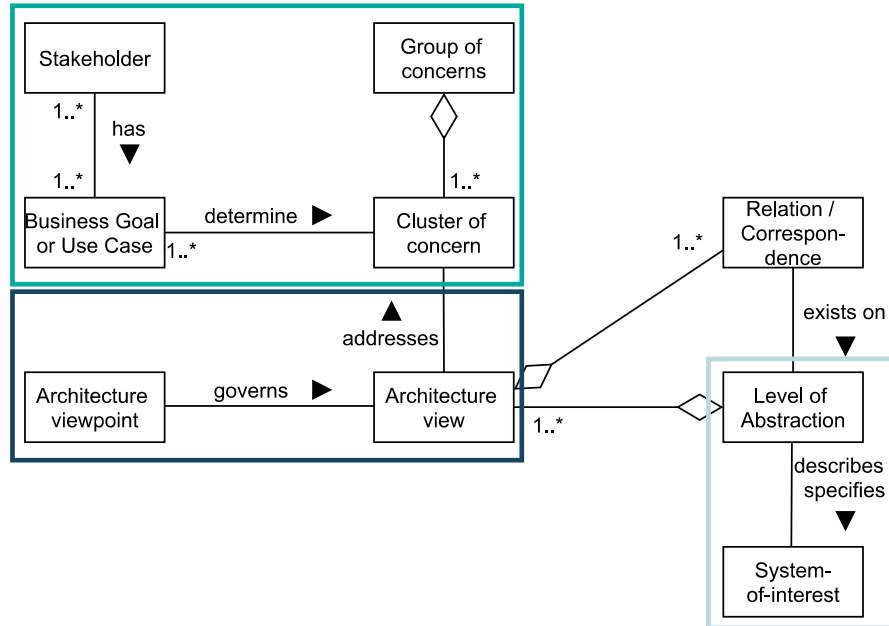 Stakeholder
Group of
concerns
1..*
has
1..*
1..*
Business Goal
or Use Case
determine
1..*
Cluster of
concern
Relation /
Correspon-
dence
1..*
addresses
exists on
Architecture
viewpoint
governs
Architecture
view
1..*
Level of
Abstraction
describes
specifies
System-
of-interest